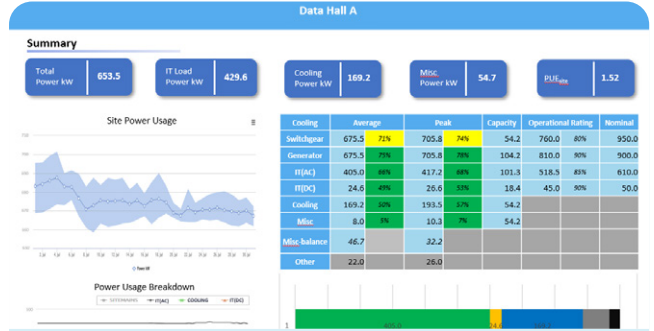 Data Hall A
Summary
Total Power kW 653.5
IT Load Power kW 429.6
Cooling Power kW 169.2
Misc Power kW 54.7
PUEsite 1.52
Site Power Usage
Cooling Average Peak Capacity Operational Rating Nominal
Switchgear 675.5 71% 705.8 74% 54.2 760.0 80% 950.0
Generator 675.5 75% 705.8 78% 104.2 810.0 90% 900.0
IT(AC) 405.0 66% 417.2 68% 101.3 518.5 85% 610.0
IT(DC) 24.6 49% 26.6 53% 18.4 45.0 90% 50.0
Cooling 169.2 50% 193.5 57% 54.2
Misc 8.0 5% 10.3 7% 54.2
Misc-balance 46.7 32.2
Other 22.0 26.0
Power Usage Breakdown
IT(AC) COOLING IT(DC)
1 405.0 24.6